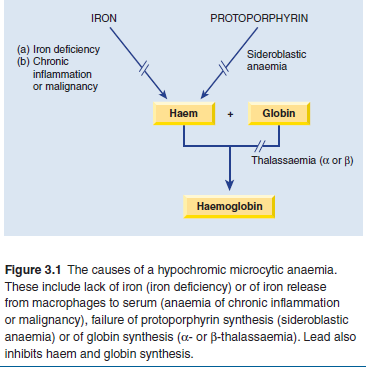 IRON PROTOPORPHYRIN
(a) Iron deficiency
(b) Chronic
inflammation
or malignancy
Sideroblastic
anaemia
Haem + Globin
Thalassaemia (α or β)
Haemoglobin
Figure 3.1 The causes of a hypochromic microcytic anaemia.
These include lack of iron (iron deficiency) or of iron release
from macrophages to serum (anaemia of chronic inflammation
or malignancy), failure of protoporphyrin synthesis (sideroblastic
anaemia) or of globin synthesis (α- or β-thalassaemia). Lead also
inhibits haem and globin synthesis.